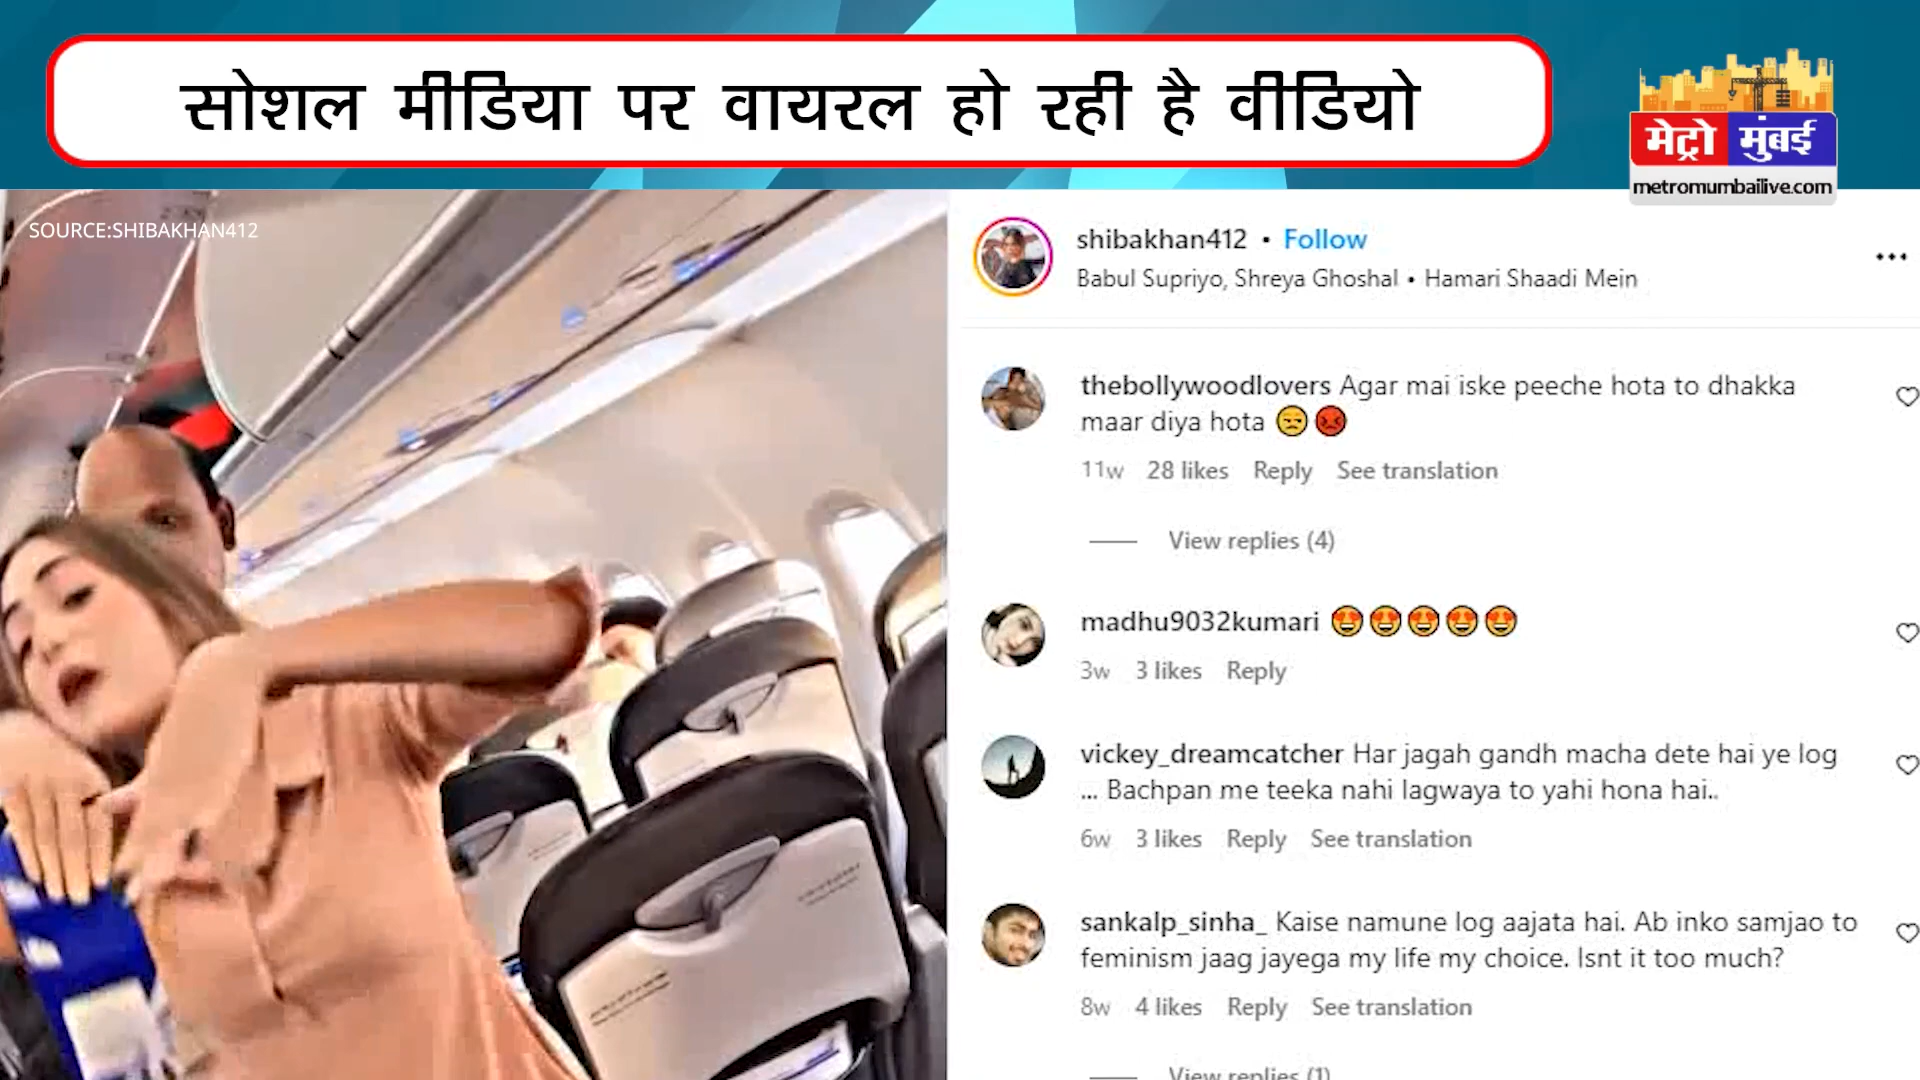 सोशल मीडिया पर वायरल हो रही है वीडियो
मेट्रो मुंबई
metromumbailive.com
SOURCE:SHIBAKHAN412
shibakhan412 • Follow
Babul Supriyo, Shreya Ghoshal • Hamari Shaadi Mein
thebollywoodlovers Agar mai iske peeche hota to dhakka
maar diya hota 😒😡
11w 28 likes Reply See translation
View replies (4)
madhu9032kumari 😍😍😍😍😍
3w 3 likes Reply
vickey_dreamcatcher Har jagah gandh macha dete hai ye log
... Bachpan me teeka nahi lagwaya to yahi hona hai..
6w 3 likes Reply See translation
sankalp_sinha_ Kaise namune log aajata hai. Ab inko samjao to
feminism jaag jayega my life my choice. Isnt it too much?
8w 4 likes Reply See translation
View replies (1)